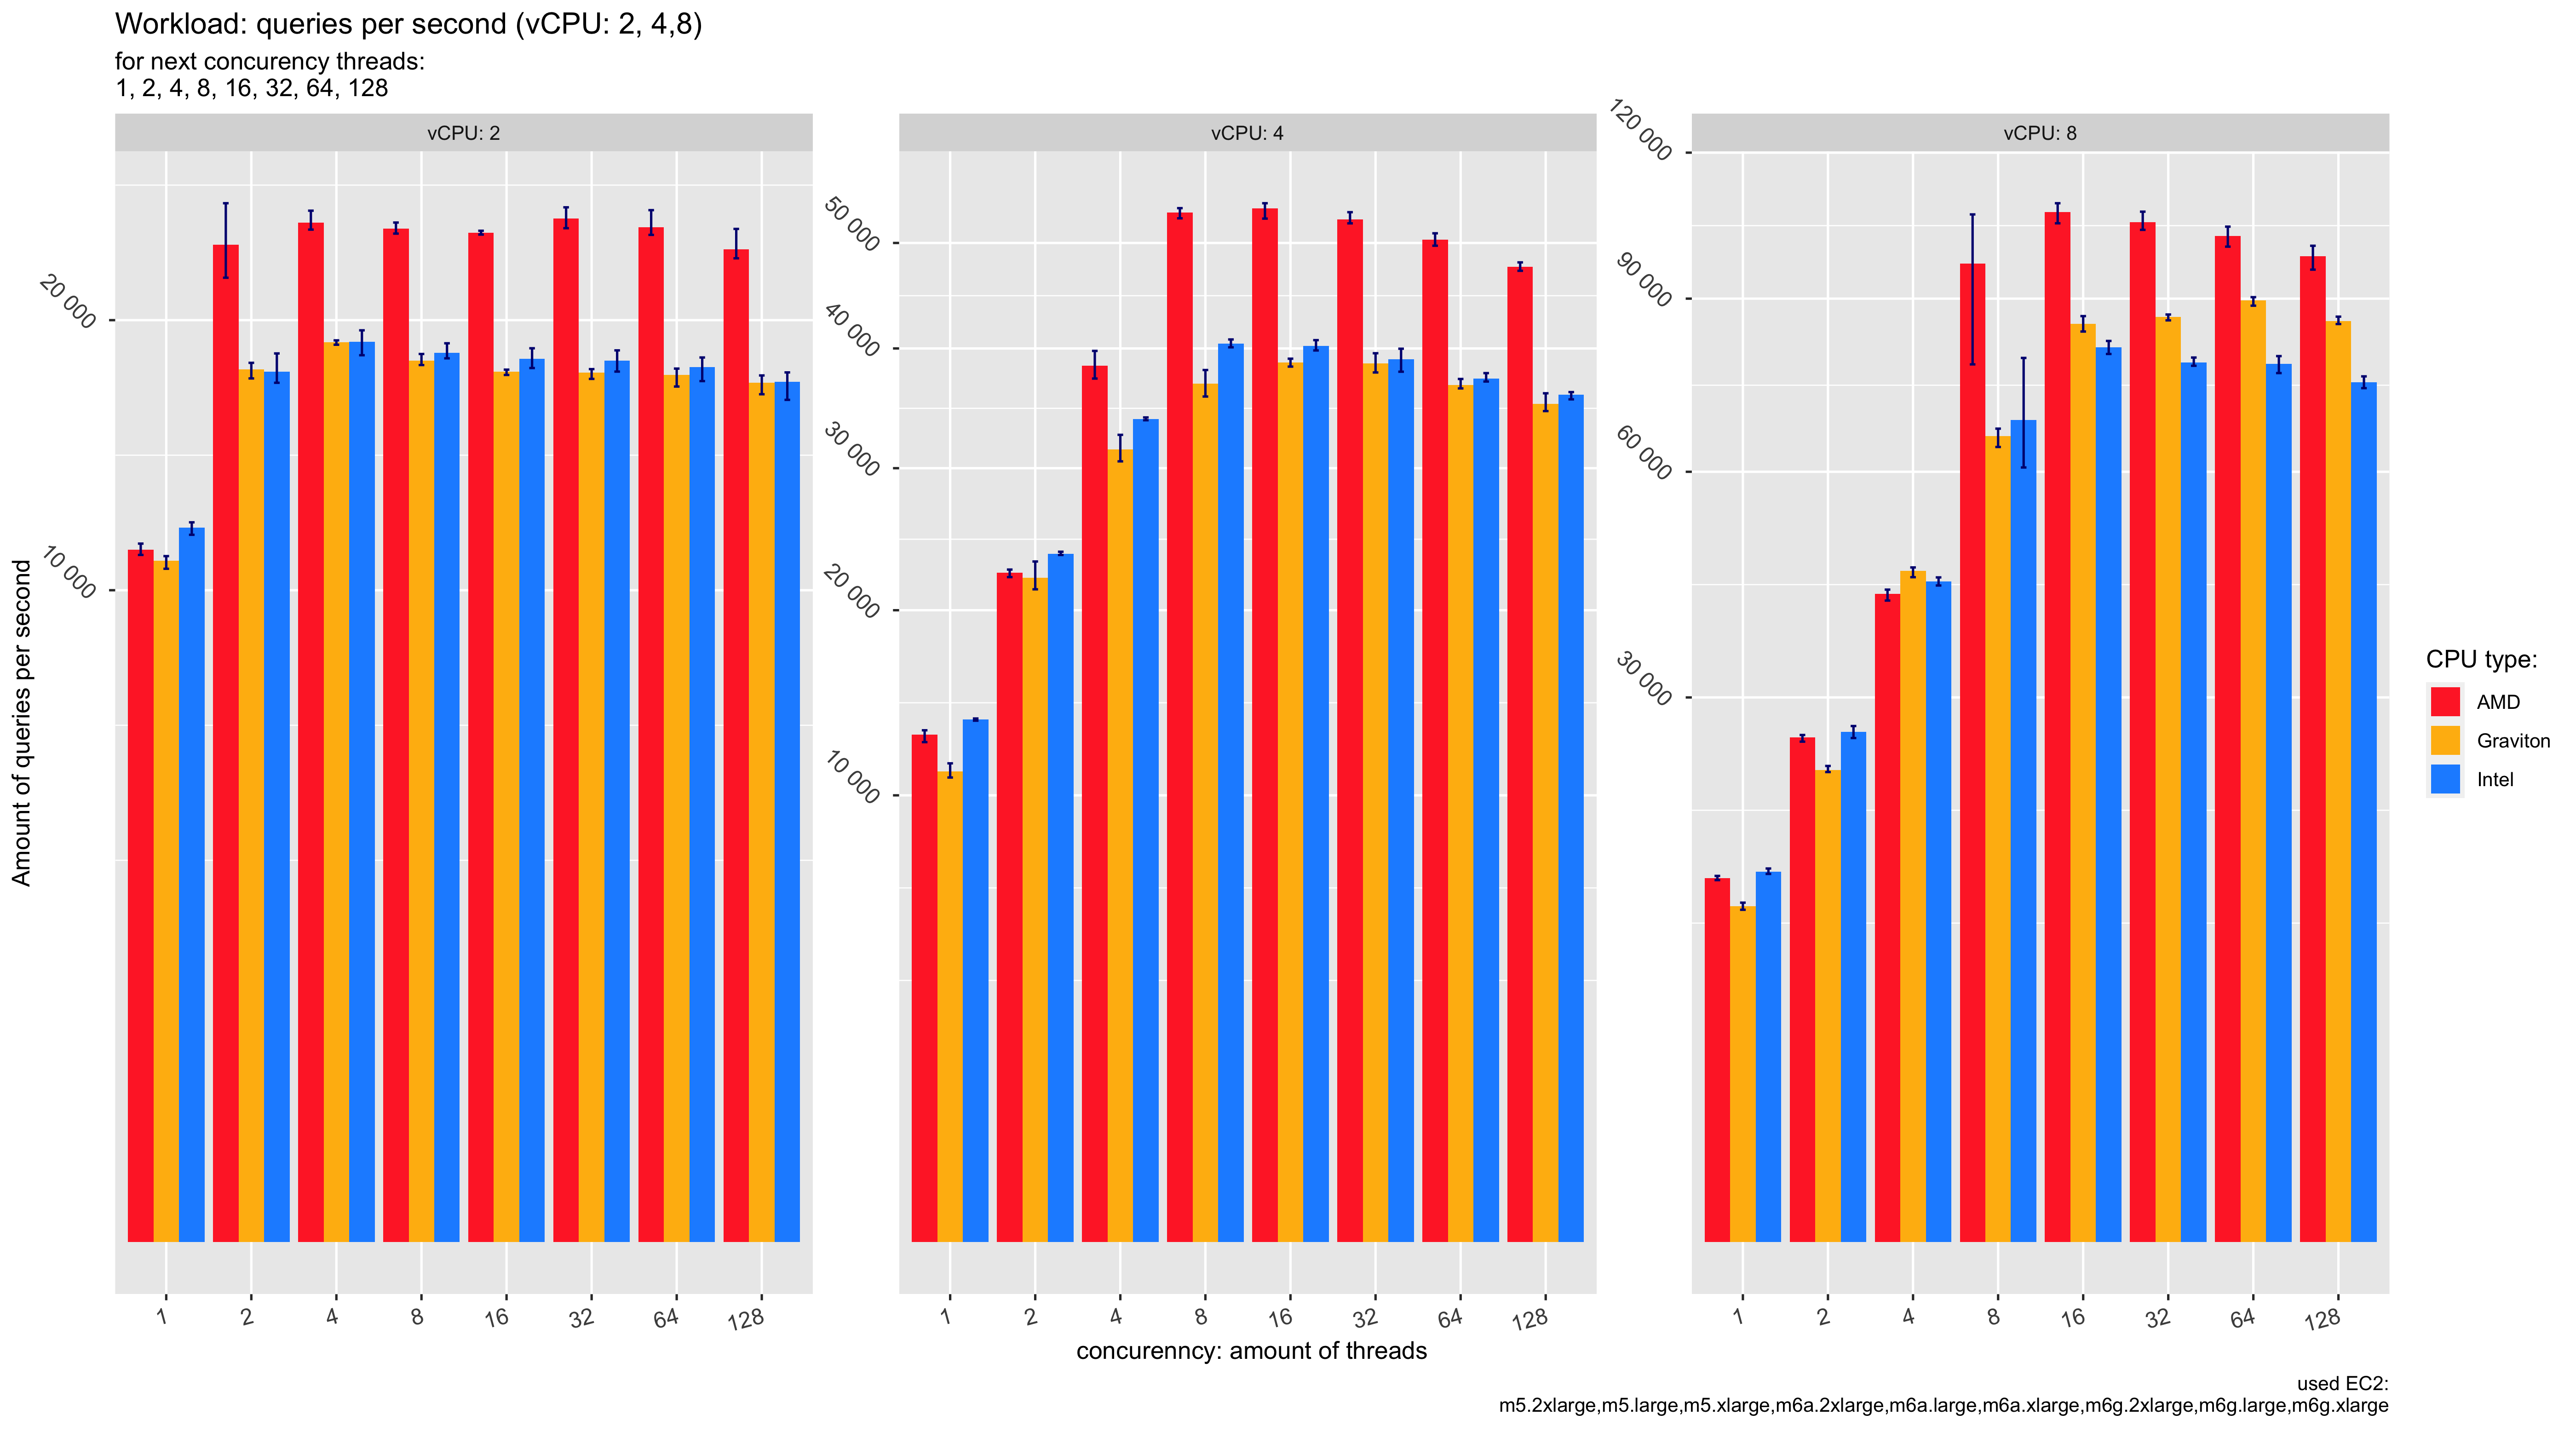 Workload: queries per second (vCPU: 2, 4,8)
for next concurency threads:
1, 2, 4, 8, 16, 32, 64, 128
vCPU: 2
vCPU: 4
vCPU: 8
Amount of queries per second
20 000
10 000
50 000
40 000
30 000
20 000
10 000
120 000
90 000
60 000
30 000
1 2 4 8 16 32 64 128
1 2 4 8 16 32 64 128
1 2 4 8 16 32 64 128
concurenncy: amount of threads
CPU type:
AMD
Graviton
Intel
used EC2:
m5.2xlarge,m5.large,m5.xlarge,m6a.2xlarge,m6a.large,m6a.xlarge,m6g.2xlarge,m6g.large,m6g.xlarge